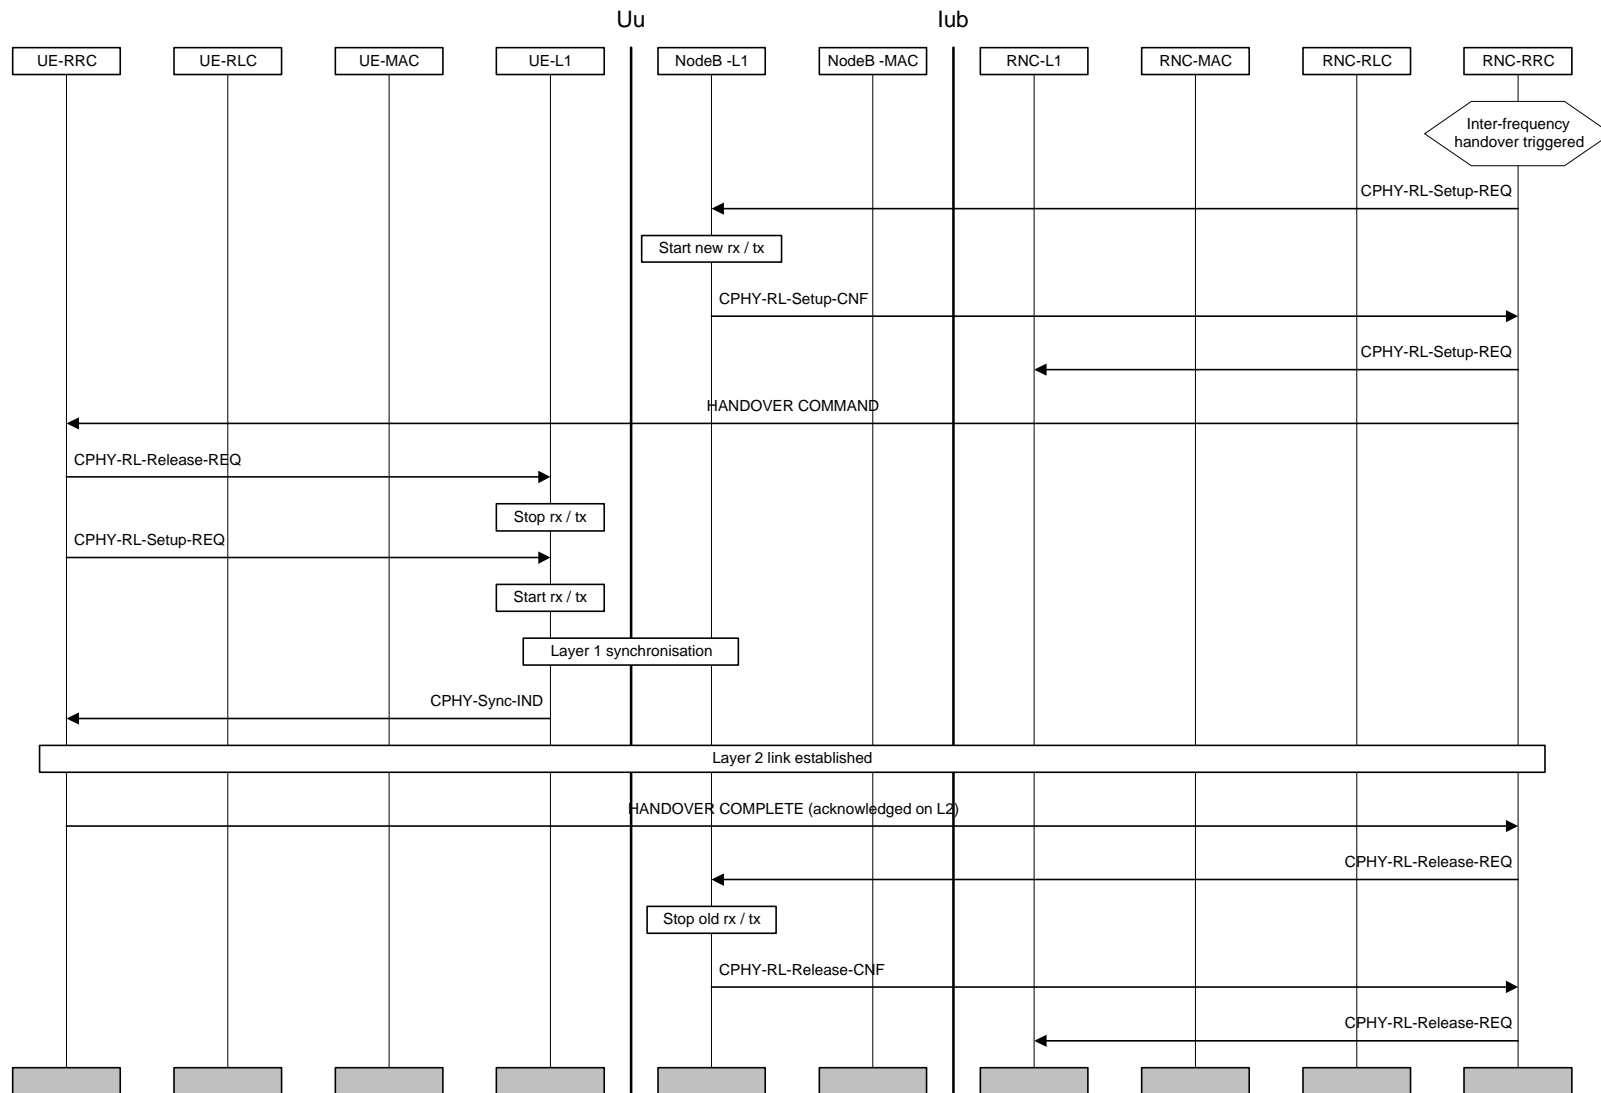 Uu
Iub
UE-RRC
UE-RLC
UE-MAC
UE-L1
NodeB -L1
NodeB -MAC
RNC-L1
RNC-MAC
RNC-RLC
RNC-RRC
Inter-frequency
handover triggered
CPHY-RL-Setup-REQ
Start new rx / tx
CPHY-RL-Setup-CNF
CPHY-RL-Setup-REQ
HANDOVER COMMAND
CPHY-RL-Release-REQ
Stop rx / tx
CPHY-RL-Setup-REQ
Start rx / tx
Layer 1 synchronisation
CPHY-Sync-IND
Layer 2 link established
HANDOVER COMPLETE (acknowledged on L2)
CPHY-RL-Release-REQ
Stop old rx / tx
CPHY-RL-Release-CNF
CPHY-RL-Release-REQ